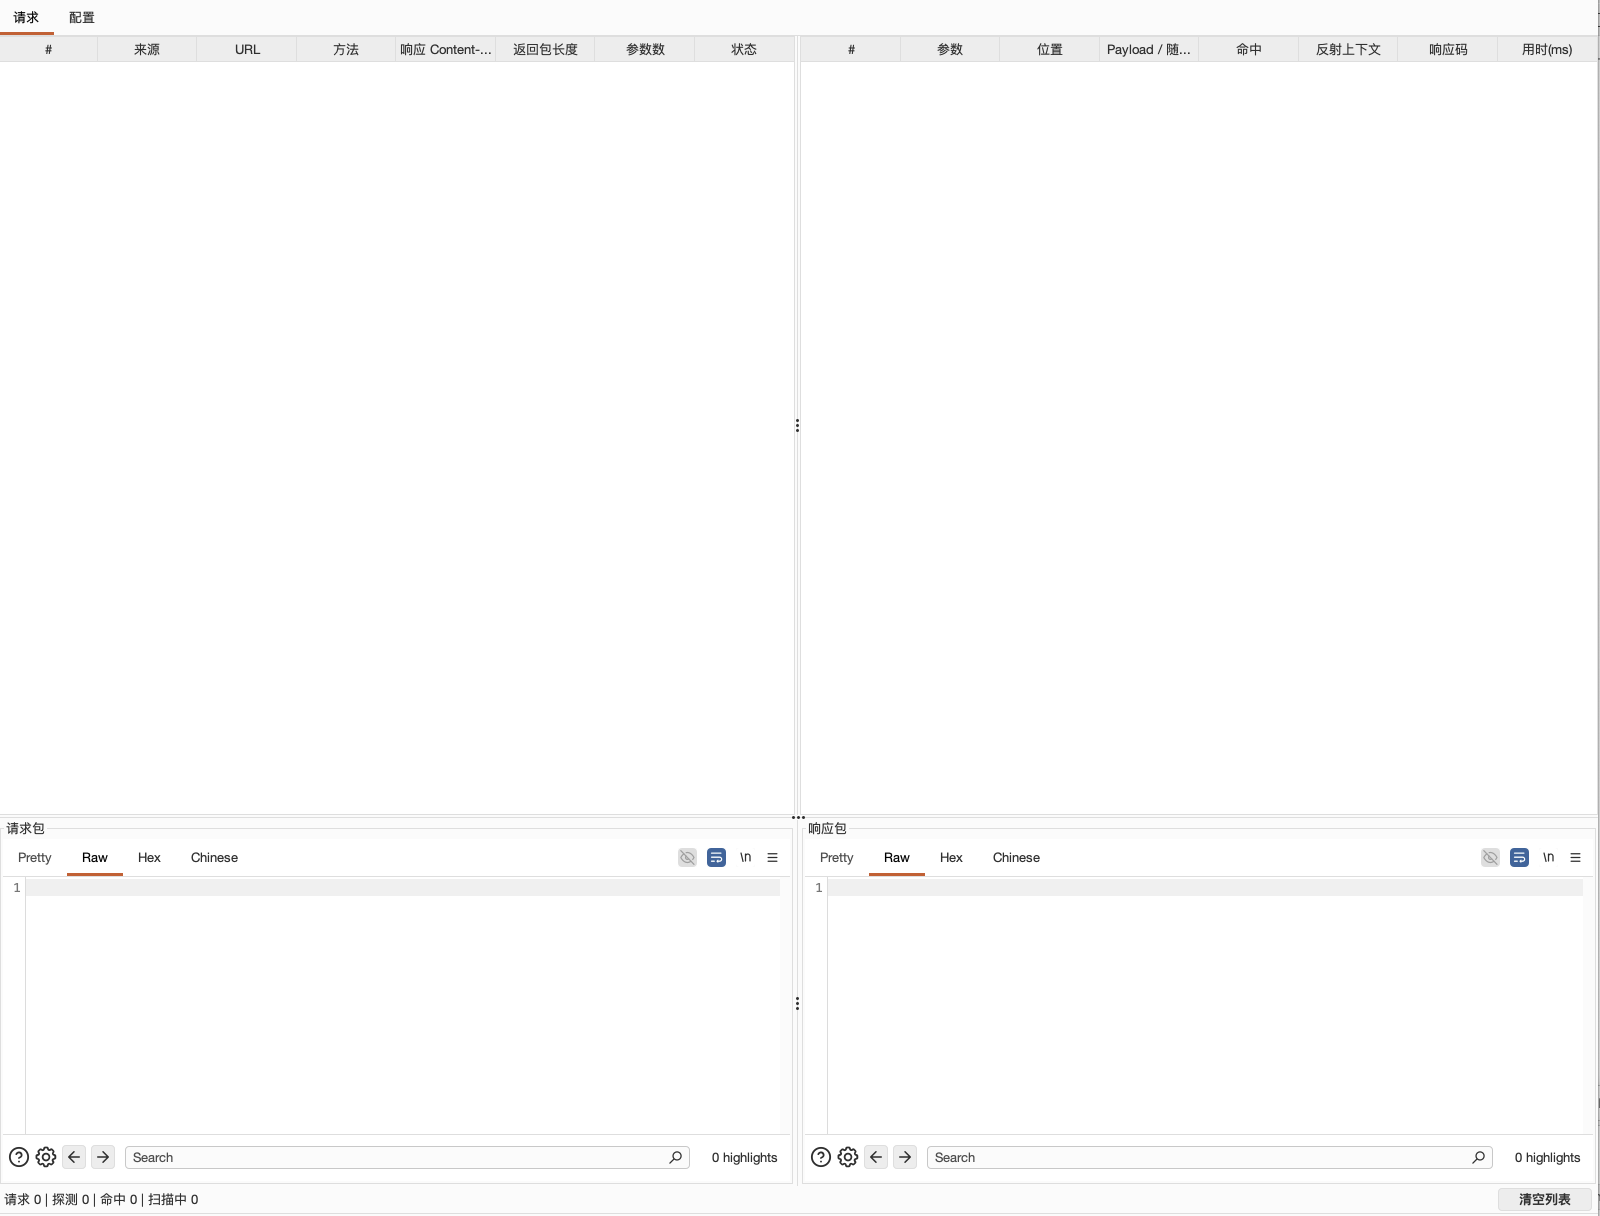 请求 配置
# 来源 URL 方法 响应 Content-... 返回包长度 参数数 状态
# 参数 位置 Payload / 随... 命中 反射上下文 响应码 用时(ms)
请求包
Pretty Raw Hex Chinese \n
1
Search 0 highlights
响应包
Pretty Raw Hex Chinese \n
1
Search 0 highlights
请求 0 | 探测 0 | 命中 0 | 扫描中 0
清空列表